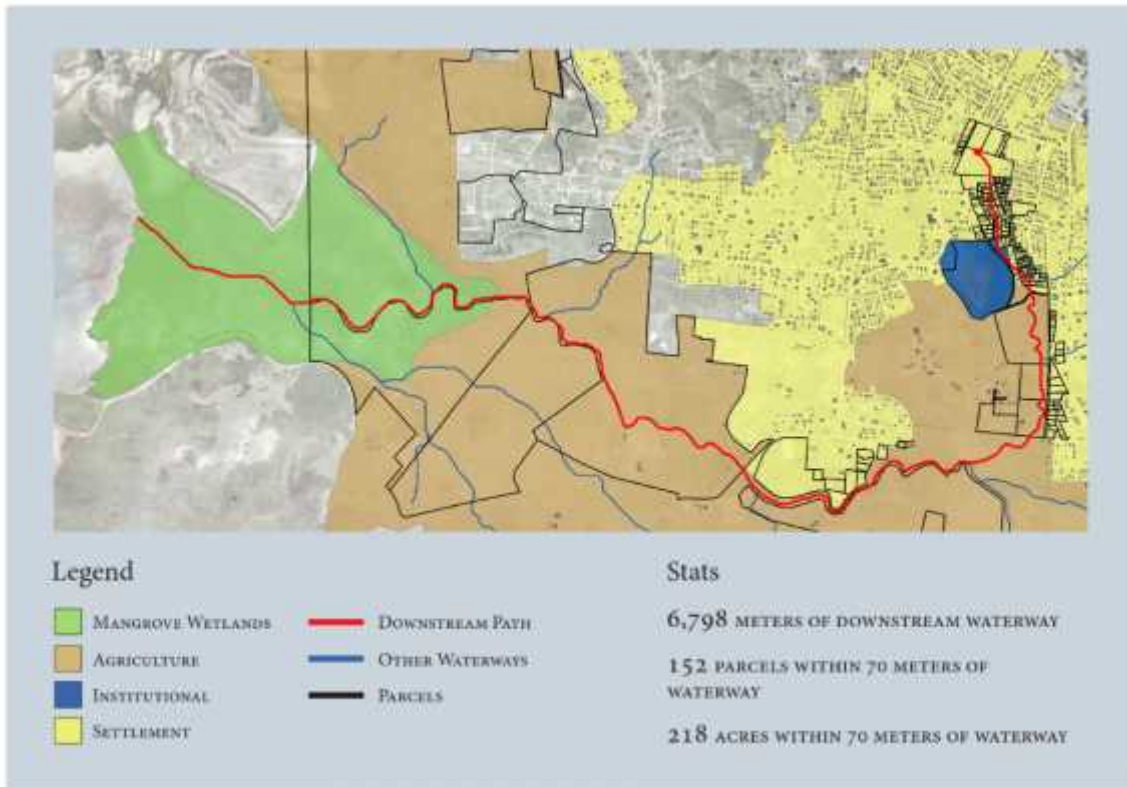 Legend
MANGROVE WETLANDS
AGRICULTURE
INSTITUTIONAL
SETTLEMENT
DOWNSTREAM PATH
OTHER WATERWAYS
PARCELS
Stats
6,798 METERS OF DOWNSTREAM WATERWAY
152 PARCELS WITHIN 70 METERS OF
WATERWAY
218 ACRES WITHIN 70 METERS OF WATERWAY